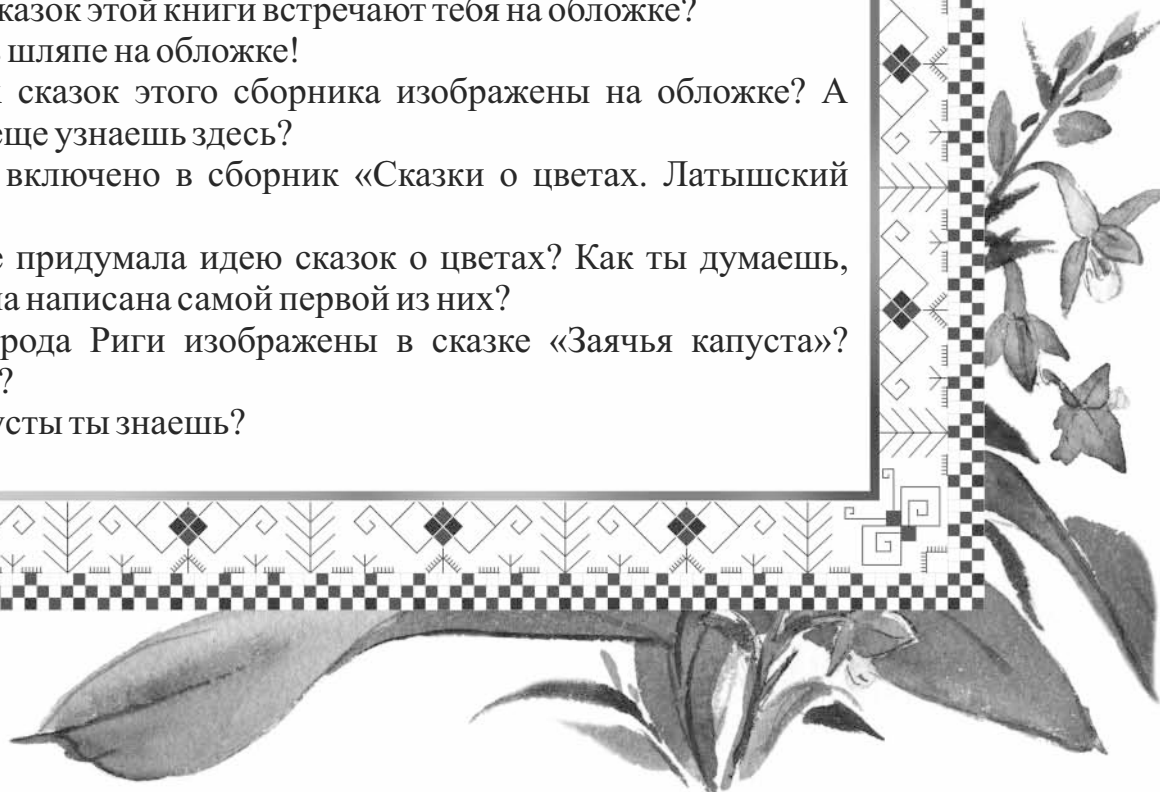 сказок этой книги встречают тебя на обложке?
шляпе на обложке!
сказок этого сборника изображены на обложке? А
еще узнаешь здесь?
включено в сборник «Сказки о цветах. Латышский
придумала идею сказок о цветах? Как ты думаешь,
написана самой первой из них?
Риги изображены в сказке «Заячья капуста»?
?
ты знаешь?